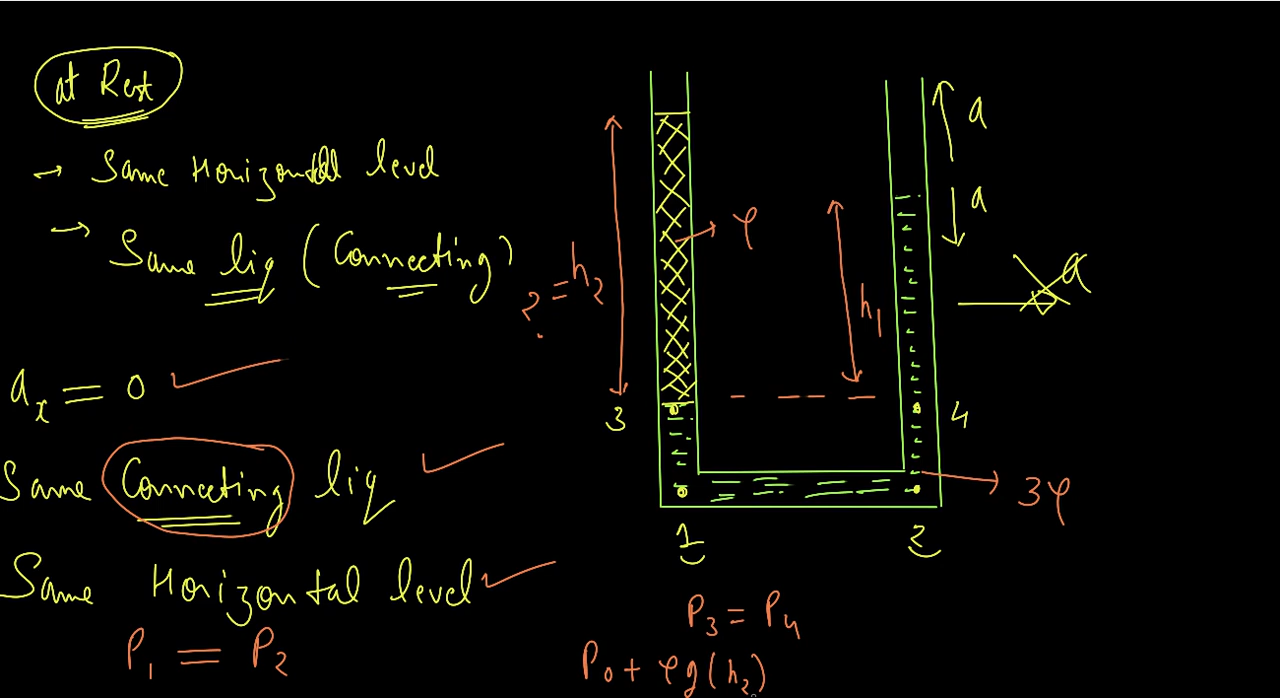 at Rest
→ Same Horizontal level
→ Same liq (Connecting)
a_x = 0
Same Connecting liq
Same Horizontal level
P₁ = P₂
? = h₂
ρ
h₁
a
a
a
3
4
3ρ
1
2
P₃ = P₄
P₀ + ρg(h₂)